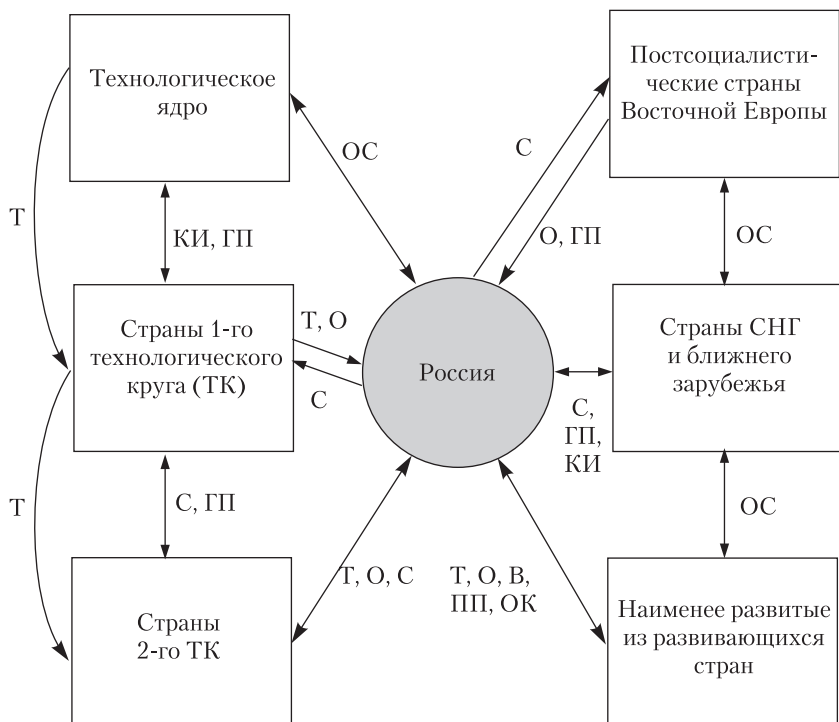 Технологическое
ядро
Постсоциалисти-
ческие страны
Восточной Европы
ОС
С
Т
КИ, ГП
О, ГП
ОС
Страны 1-го
технологического
круга (ТК)
Т, О
С
Россия
Страны СНГ
и ближнего
зарубежья
С,
ГП,
КИ
Т
С, ГП
ОС
Т, О, С
Т, О, В,
ПП, ОК
Страны
2-го ТК
Наименее развитые
из развивающихся
стран